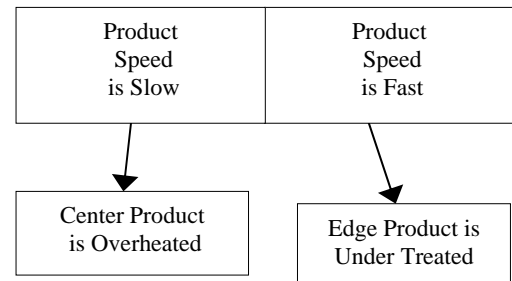 Product
Speed
is Slow
Product
Speed
is Fast
Center Product
is Overheated
Edge Product is
Under Treated